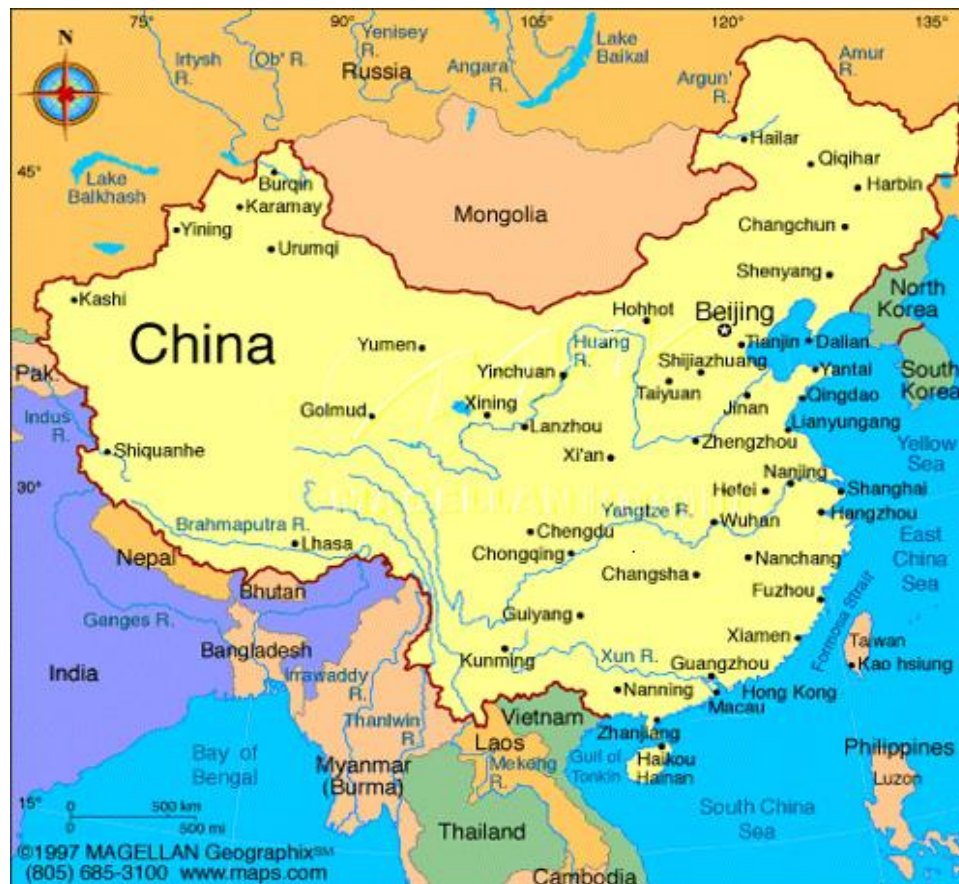 75° 90° 105° 120° 135°
N
Irtysh
R.
Ob' R.
Yenisey
R.
Russia
Angara
R.
Lake
Baikal
Argun'
R.
Amur
R.
45°
Lake
Balkhash
Burqin
Karamay
Yining
Urumqi
Mongolia
Hailar
Qiqihar
Harbin
Changchun
Shenyang
North
Korea
Kashi
China
Yumen
Hohhot
Beijing
Huang
R.
Tianjin
Dalian
Shijiazhuang
Yinchuan
Taiyuan
Yantai
South
Korea
Pak.
Golmud
Xining
Jinan
Qingdao
Indus
R.
Lanzhou
Lianyungang
Shiquanhe
Xi'an
Zhengzhou
Yellow
Sea
30°
MAGELLAN
Nanjing
Hefei
Shanghai
Brahmaputra R.
Lhasa
Chengdu
Yangtze R.
Wuhan
Hangzhou
East
China
Sea
Nepal
Chongqing
Nanchang
Bhutan
Changsha
Fuzhou
Ganges R.
Guiyang
Formosa Strait
Bangladesh
Kunming
Xun R.
Xiamen
Taiwan
India
Irrawaddy
R.
Guangzhou
Kao hsiung
Nanning
Hong Kong
Macau
Thanlwin
R.
Vietnam
Zhanjiang
Bay of
Bengal
Laos
Mekong
R.
Gulf of
Tonkin
Haikou
Hainan
Philippines
Luzon
Myanmar
(Burma)
15°
0 500 km
0 500 mi
South China
Sea
Thailand
Cambodia
©1997 MAGELLAN Geographix℠
(805) 685-3100 www.maps.com